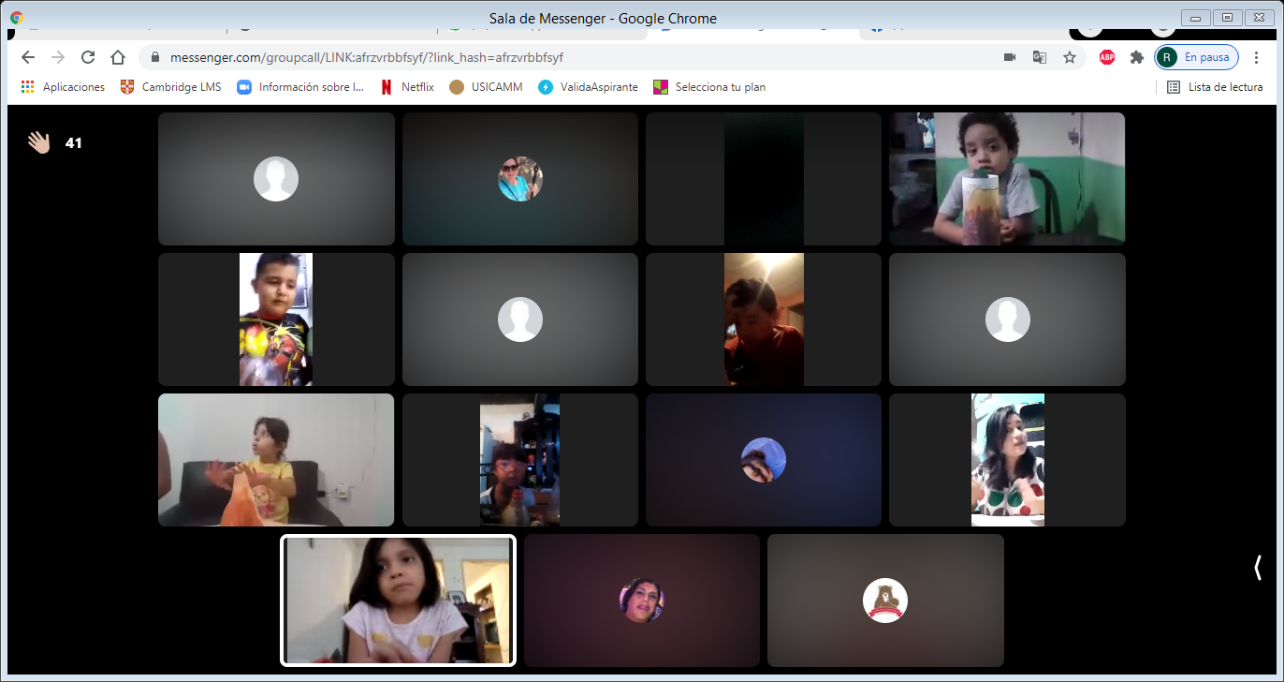 Sala de Messenger - Google Chrome
messenger.com/groupcall/LINK:afrzvrbbfsyf/?link_hash=afrzvrbbfsyf
ABP
R En pausa
Aplicaciones Cambridge LMS Información sobre l... Netflix USICAMM ValidaAspirante Selecciona tu plan Lista de lectura
41